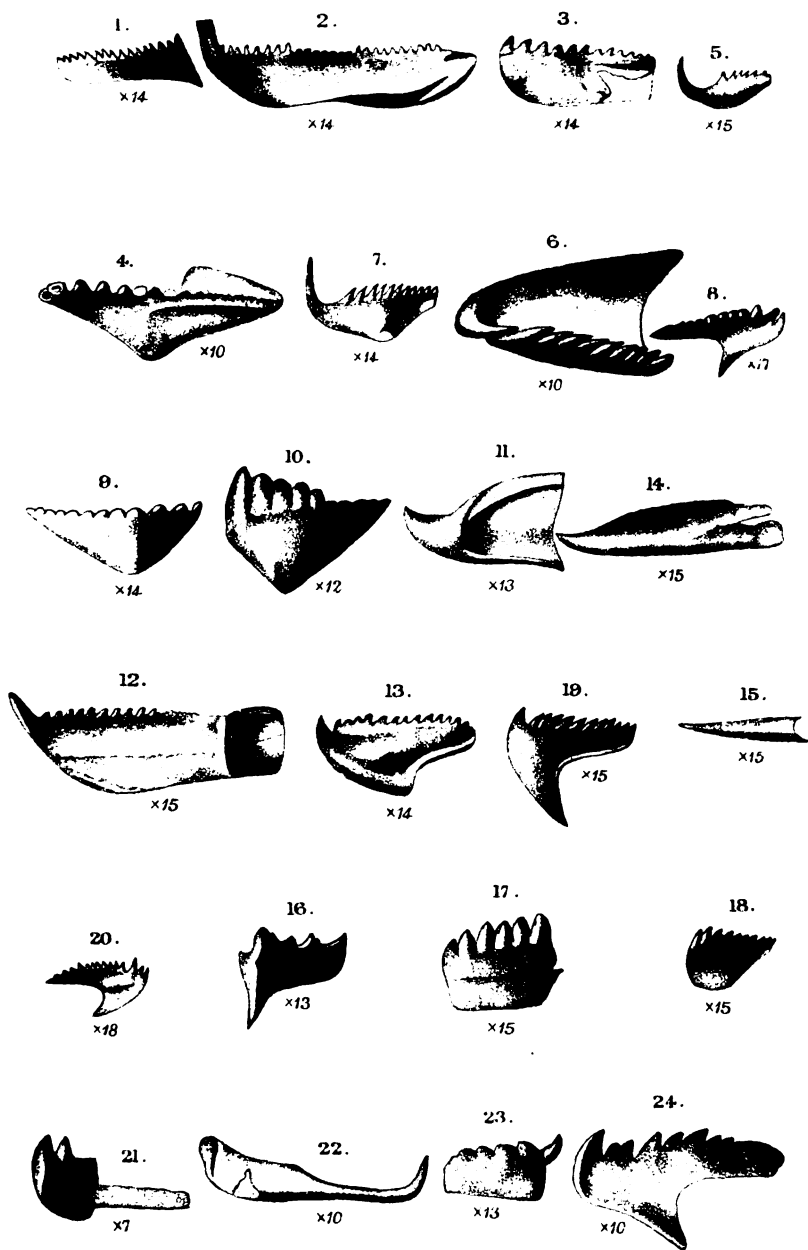 1. 2. 3. 5.
×14 ×14 ×14 ×15
4. 7. 6. 8.
×10 ×14 ×10 ×17
9. 10. 11. 14.
×14 ×12 ×13 ×15
12. 13. 19. 15.
×15 ×14 ×15 ×15
20. 16. 17. 18.
×18 ×13 ×15 ×15
21. 22. 23. 24.
×7 ×10 ×13 ×10